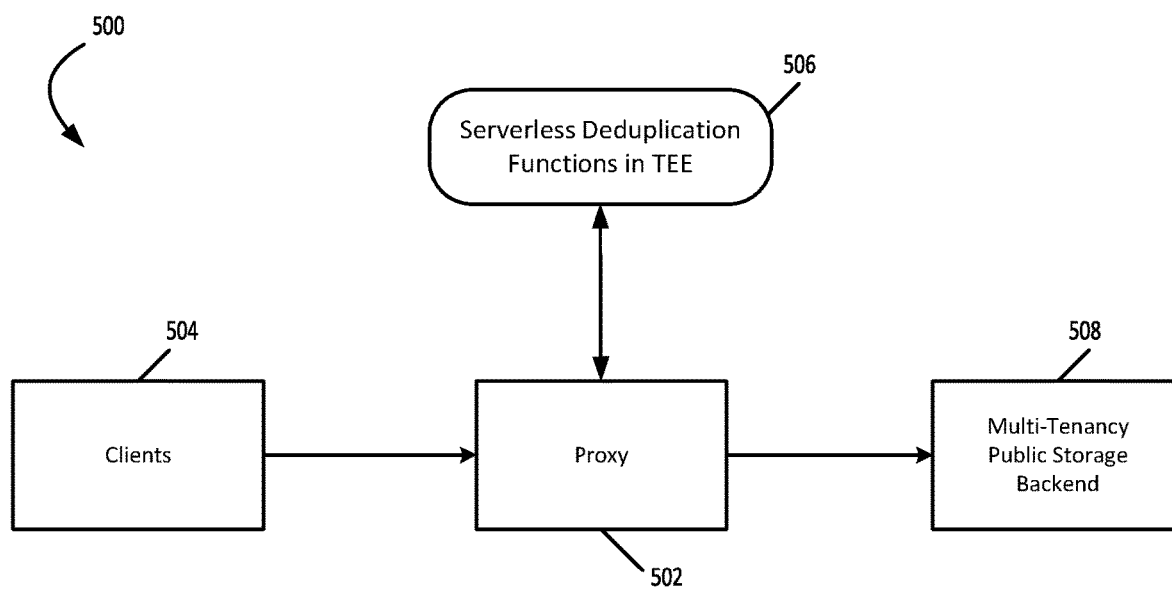 500
506
Serverless Deduplication
Functions in TEE
504
508
Clients
Proxy
Multi-Tenancy
Public Storage
Backend
502